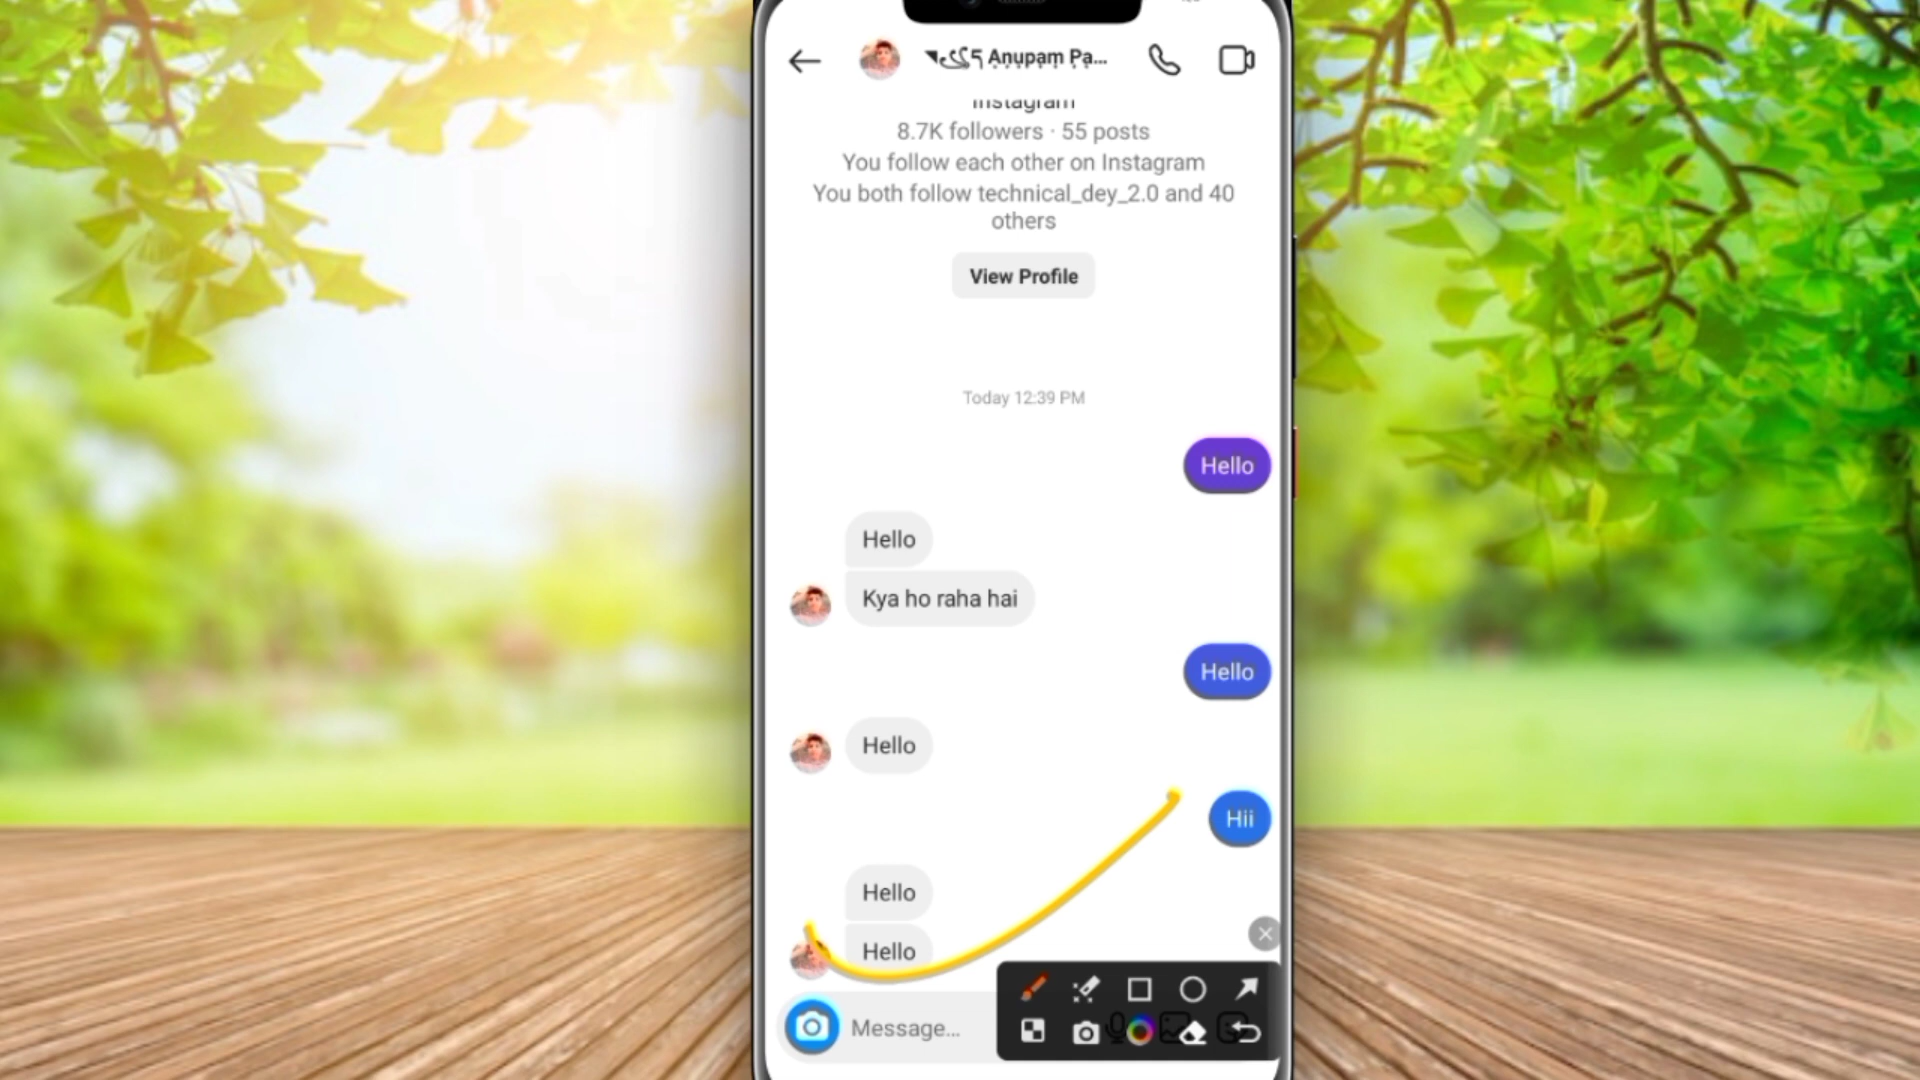 Anupam Pa...
Instagram
8.7K followers · 55 posts
You follow each other on Instagram
You both follow technical_dey_2.0 and 40
others
View Profile
Today 12:39 PM
Hello
Hello
Kya ho raha hai
Hello
Hello
Hii
Hello
Hello
Message...